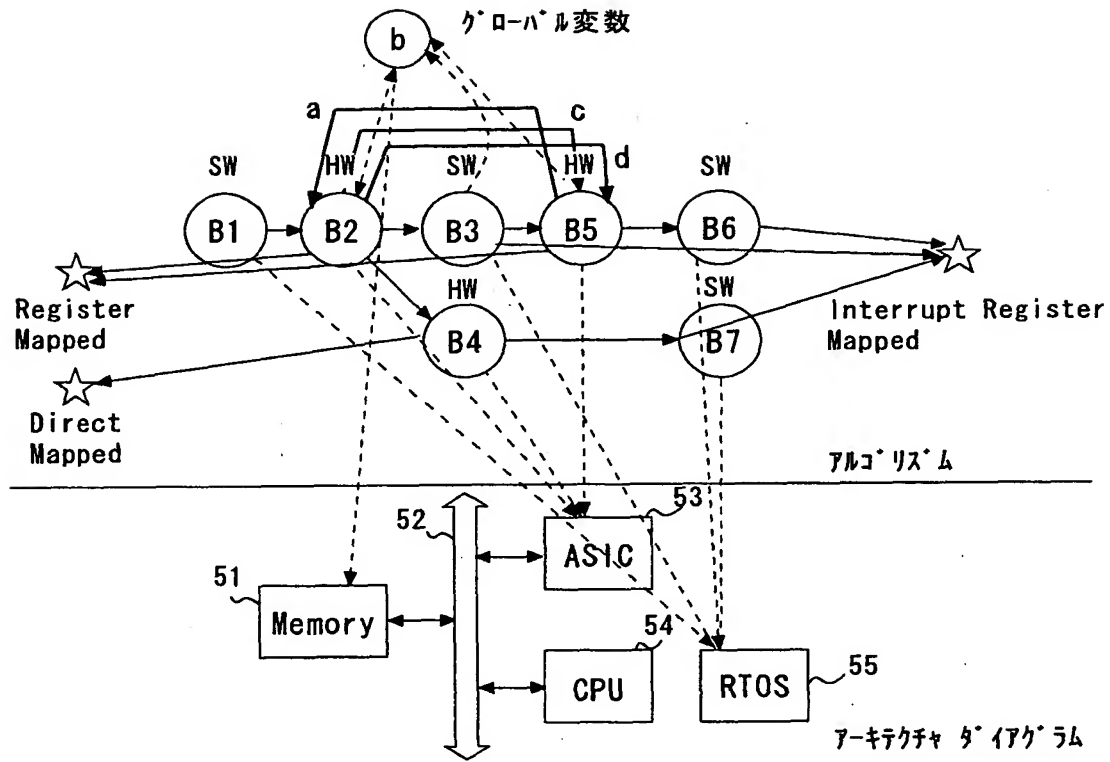 グローバル変数
b
a
c
d
SW
HW
SW
HW
SW
B1
B2
B3
B5
B6
HW
SW
B4
B7
Register
Mapped
Interrupt Register
Mapped
Direct
Mapped
アルゴリズム
51
52
53
54
55
Memory
ASIC
CPU
RTOS
アーキテクチャ ダイアグラム